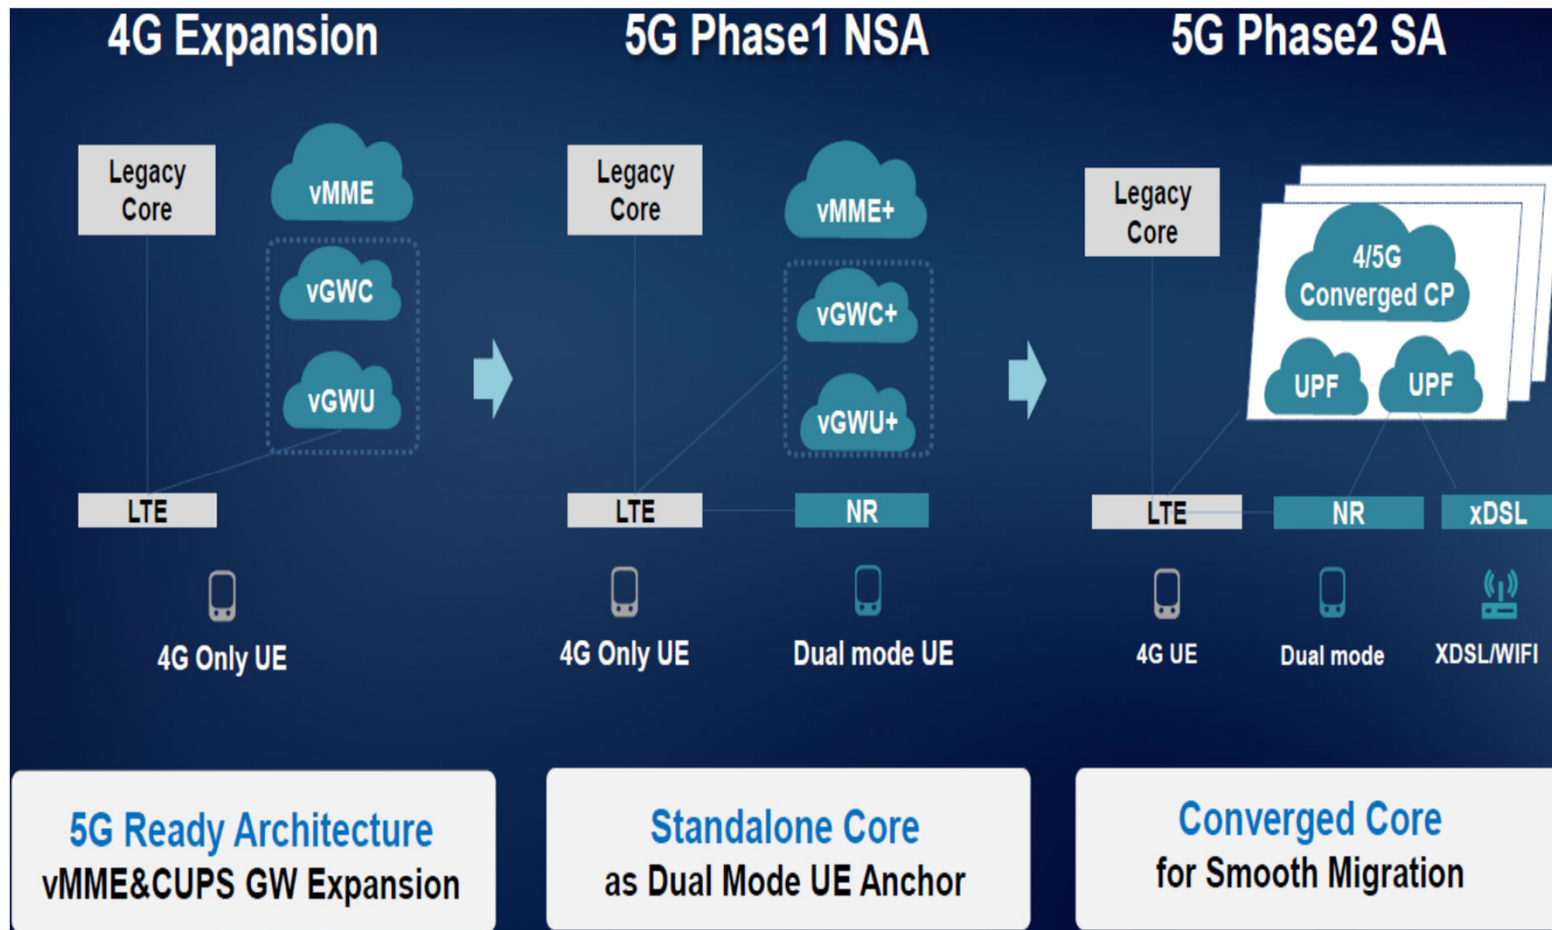 4G Expansion
5G Phase1 NSA
5G Phase2 SA
Legacy
Core
vMME
vGWC
vGWU
LTE
4G Only UE
Legacy
Core
vMME+
vGWC+
vGWU+
LTE
NR
4G Only UE
Dual mode UE
Legacy
Core
4/5G
Converged CP
UPF
UPF
LTE
NR
xDSL
4G UE
Dual mode
XDSL/WIFI
5G Ready Architecture
vMME&CUPS GW Expansion
Standalone Core
as Dual Mode UE Anchor
Converged Core
for Smooth Migration